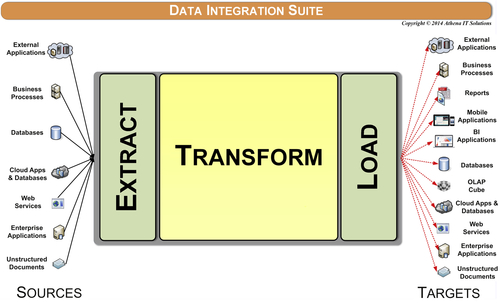 DATA INTEGRATION SUITE
Copyright © 2014 Athena IT Solutions
External
Applications
Business
Processes
Databases
Cloud Apps
& Databases
Web
Services
Enterprise
Applications
Unstructured
Documents
SOURCES
EXTRACT
TRANSFORM
LOAD
External
Applications
Business
Processes
Reports
Mobile
Applications
BI
Applications
Databases
OLAP
Cube
Cloud Apps &
Databases
Web
Services
Enterprise
Applications
Unstructured
Documents
TARGETS